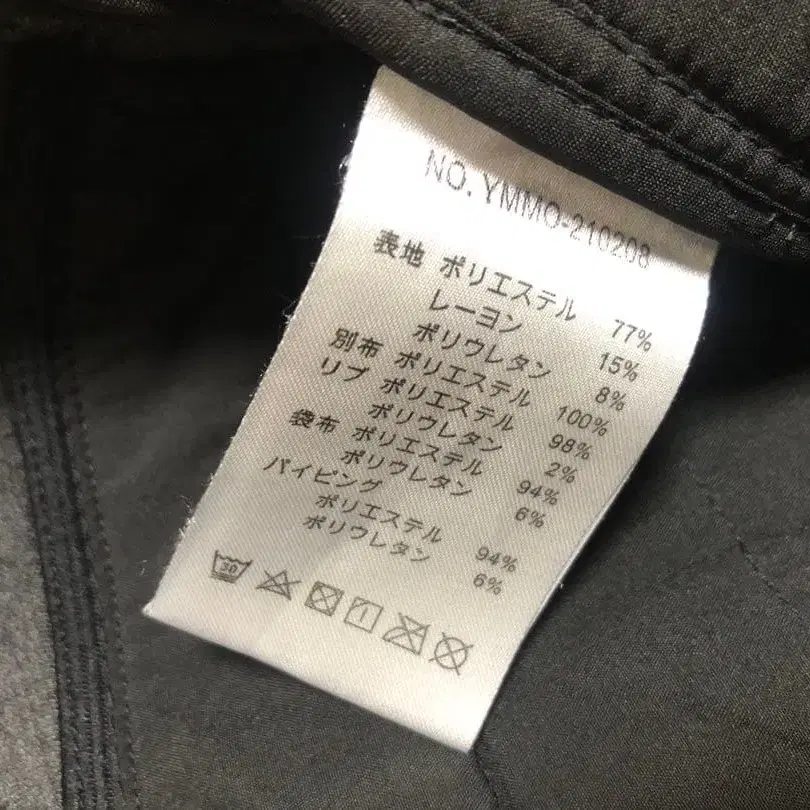 NO.YMMO-210208
表地 ポリエステル 77%
レーヨン 15%
ポリウレタン 8%
別布 ポリエステル 100%
リブ ポリエステル 98%
ポリウレタン 2%
袋布 ポリエステル 94%
ポリウレタン 6%
パイピング
ポリエステル 94%
ポリウレタン 6%
30